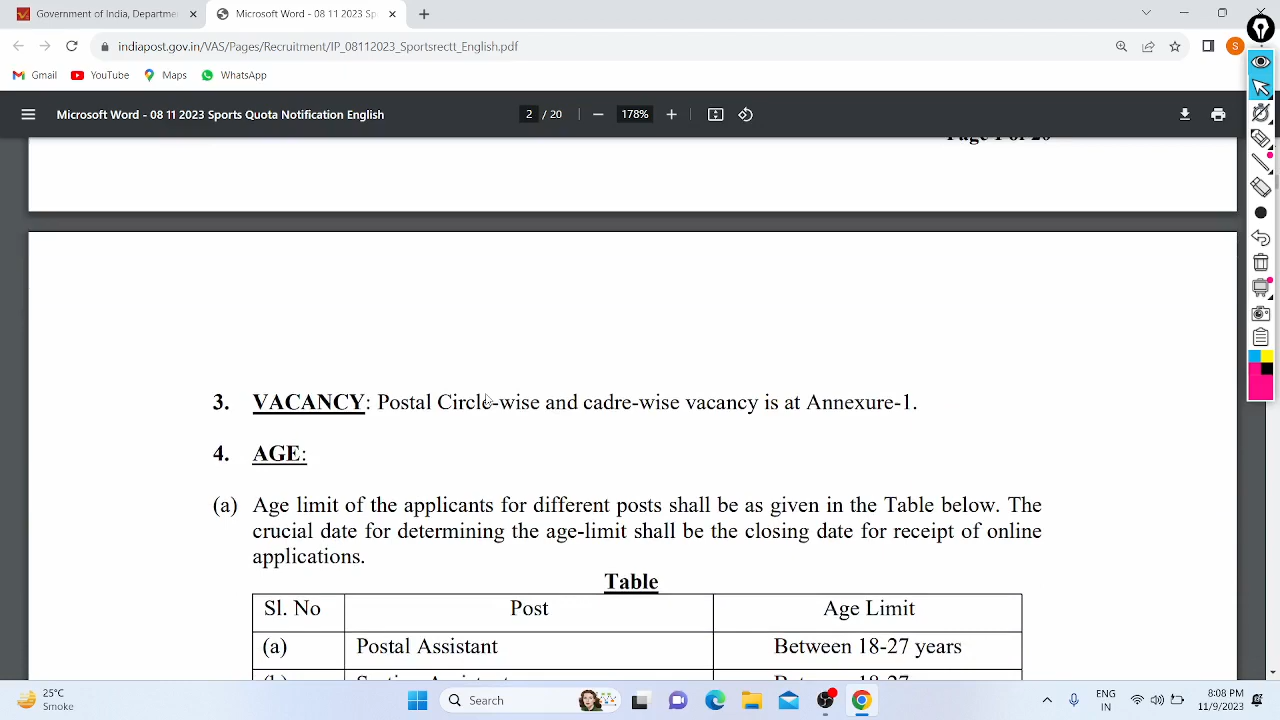 Government of India, Departme
Microsoft Word - 08 11 2023 Sp
indiapost.gov.in/VAS/Pages/Recruitment/IP_08112023_Sportsrectt_English.pdf
S
Gmail
YouTube
Maps
WhatsApp
Microsoft Word - 08 11 2023 Sports Quota Notification English
2 / 20
178%
Page 1 of 20
3. VACANCY: Postal Circle-wise and cadre-wise vacancy is at Annexure-1.
4. AGE:
(a) Age limit of the applicants for different posts shall be as given in the Table below. The
crucial date for determining the age-limit shall be the closing date for receipt of online
applications.
Table
Sl. No Post Age Limit
(a) Postal Assistant Between 18-27 years
25°C
Smoke
Search
ENG
IN
8:08 PM
11/9/2023